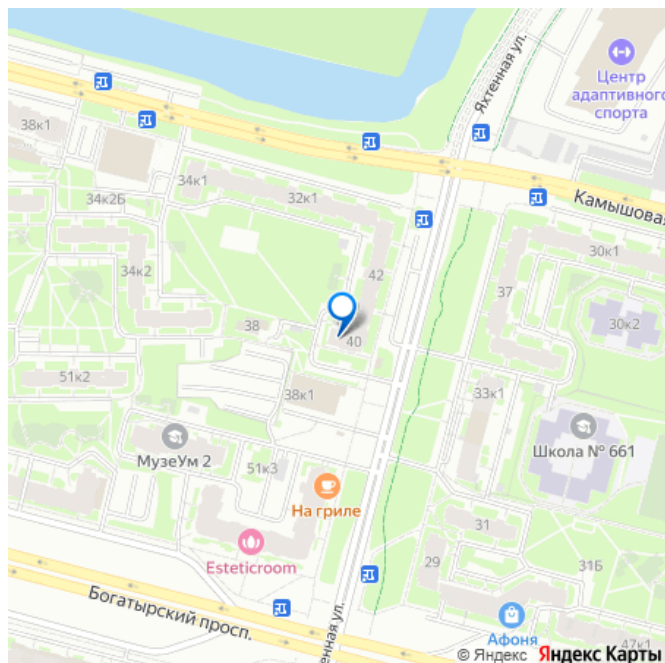 Яхтенная ул.
Центр
адаптивного
спорта
38к1
34к2Б
34к1
32к1
Камышовая
34к2
42
30к1
37
30к2
38
40
51к2
38к1
33к1
МузеУм 2
51к3
Школа № 661
На гриле
Esteticroom
31
29
31Б
Богатырский просп.
тенная ул.
Афоня
47к1
© Яндекс Яндекс Карты